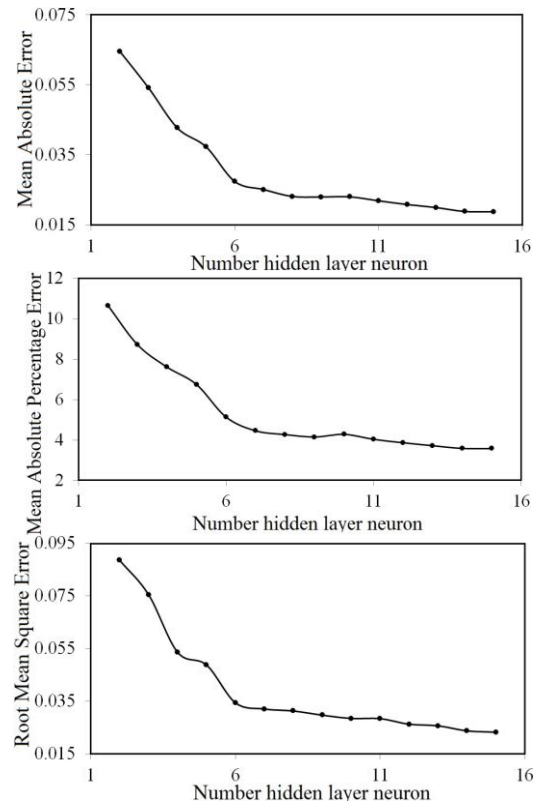 Mean Absolute Error
0.075
0.055
0.035
0.015
1 6 11 16
Number hidden layer neuron
Mean Absolute Percentage Error
12
10
8
6
4
2
1 6 11 16
Number hidden layer neuron
Root Mean Square Error
0.095
0.075
0.055
0.035
0.015
1 6 11 16
Number hidden layer neuron